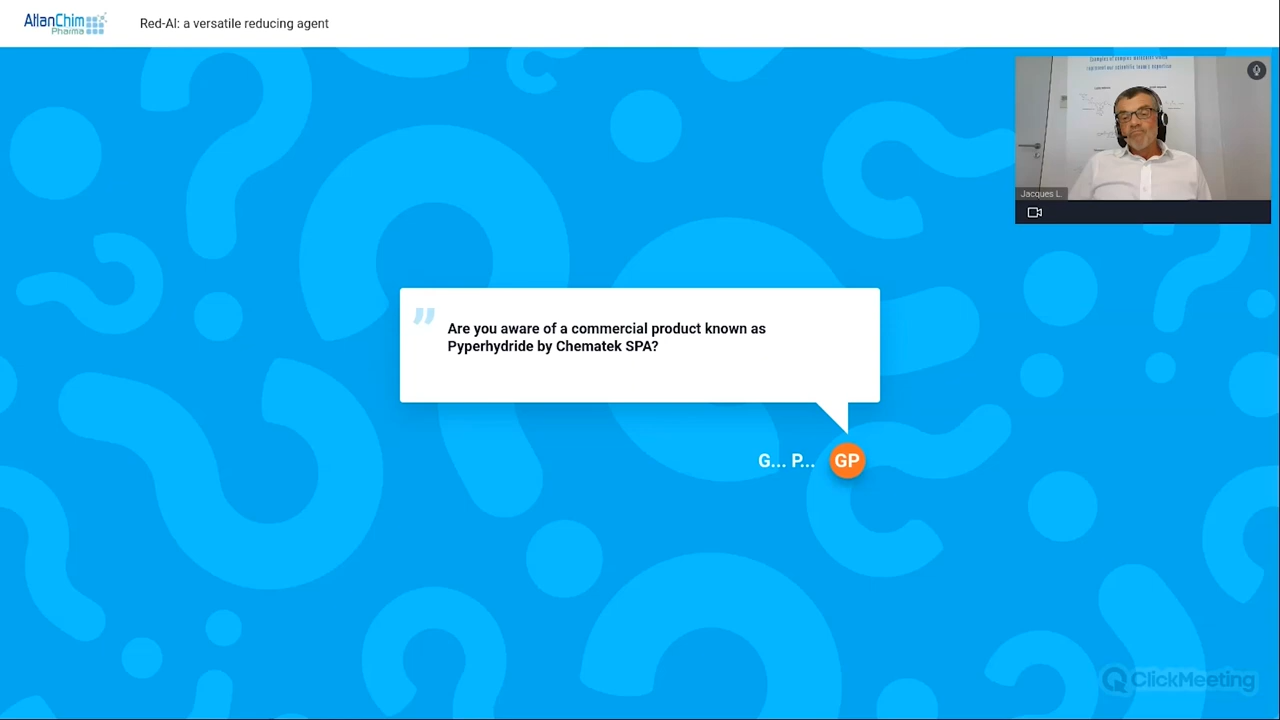 AtlanChim
Pharma
Red-Al: a versatile reducing agent
Jacques L.
Are you aware of a commercial product known as
Pyperhydride by Chematek SPA?
G... P...
GP
ClickMeeting